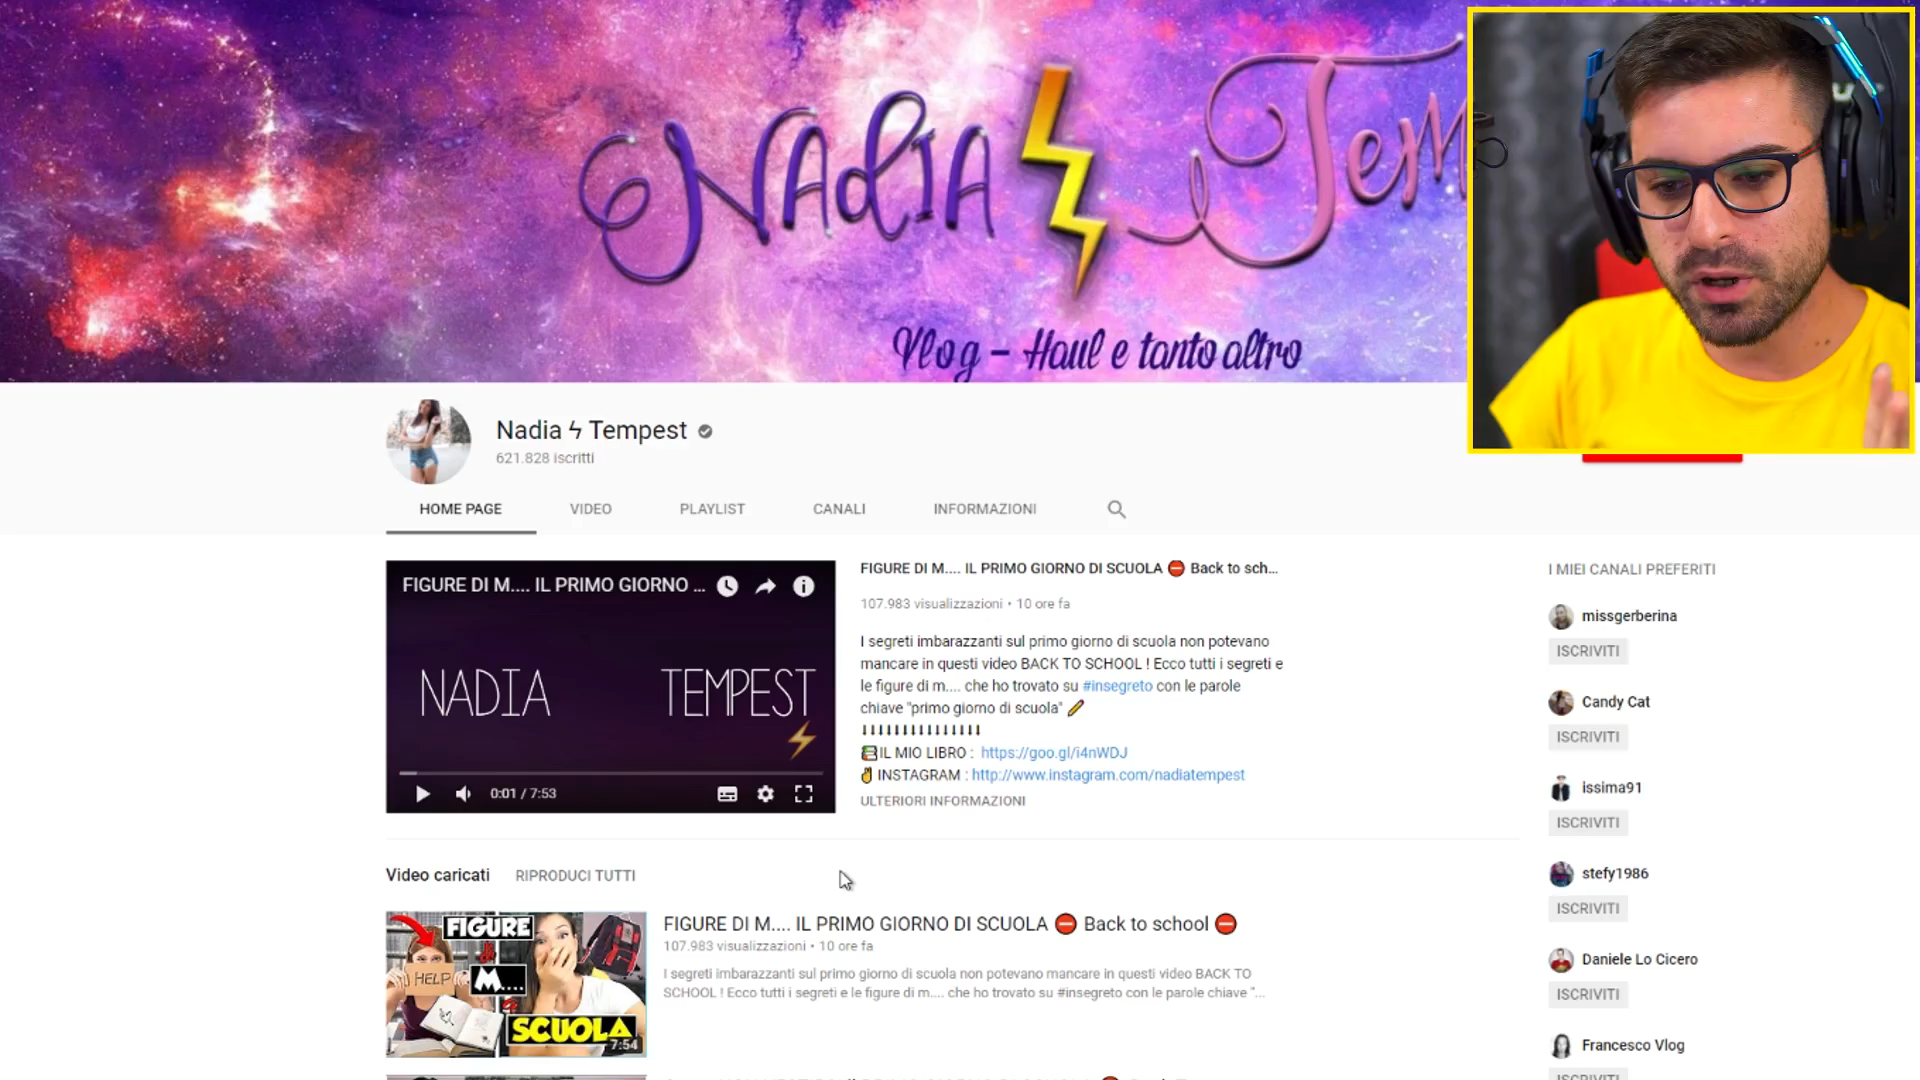 NAdIA Tem
Vlog - Haul e tanto altro
Nadia ϟ Tempest
621.828 iscritti
HOME PAGE VIDEO PLAYLIST CANALI INFORMAZIONI
FIGURE DI M.... IL PRIMO GIORNO ...
NADIA TEMPEST
0:01 / 7:53
FIGURE DI M.... IL PRIMO GIORNO DI SCUOLA ⛔ Back to sch...
107.983 visualizzazioni • 10 ore fa
I segreti imbarazzanti sul primo giorno di scuola non potevano
mancare in questi video BACK TO SCHOOL ! Ecco tutti i segreti e
le figure di m.... che ho trovato su #insegreto con le parole
chiave "primo giorno di scuola" ✏️
⬇⬇⬇⬇⬇⬇⬇⬇⬇⬇⬇⬇⬇⬇⬇
📚IL MIO LIBRO : https://goo.gl/i4nWDJ
✌ INSTAGRAM : http://www.instagram.com/nadiatempest
ULTERIORI INFORMAZIONI
I MIEI CANALI PREFERITI
missgerberina
ISCRIVITI
Candy Cat
ISCRIVITI
issima91
ISCRIVITI
stefy1986
ISCRIVITI
Daniele Lo Cicero
ISCRIVITI
Francesco Vlog
ISCRIVITI
Video caricati RIPRODUCI TUTTI
FIGURE
di
M....
a
SCUOLA
HELP
7:54
FIGURE DI M.... IL PRIMO GIORNO DI SCUOLA ⛔ Back to school ⛔
107.983 visualizzazioni • 10 ore fa
I segreti imbarazzanti sul primo giorno di scuola non potevano mancare in questi video BACK TO
SCHOOL ! Ecco tutti i segreti e le figure di m.... che ho trovato su #insegreto con le parole chiave "...